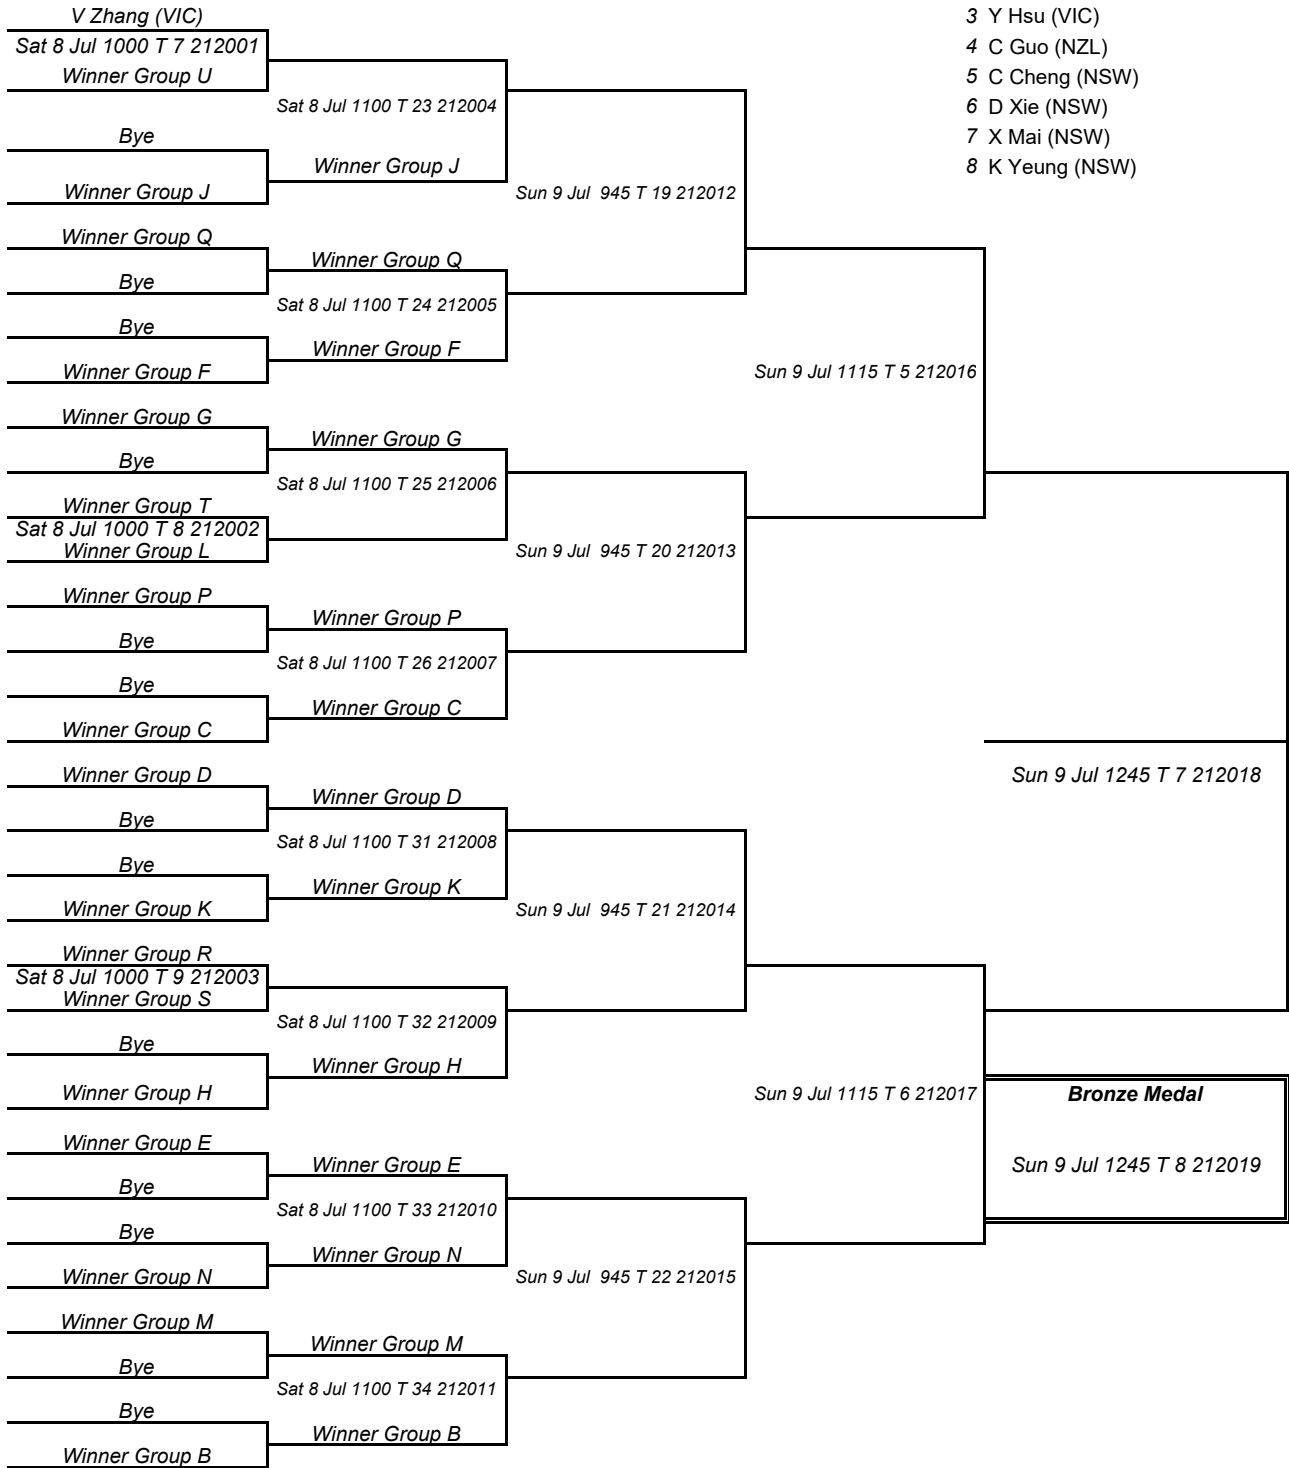 V Zhang (VIC)
Sat 8 Jul 1000 T 7 212001
Winner Group U
Bye
Winner Group J
Winner Group Q
Bye
Bye
Winner Group F
Winner Group G
Bye
Winner Group T
Sat 8 Jul 1000 T 8 212002
Winner Group L
Winner Group P
Bye
Bye
Winner Group C
Winner Group D
Bye
Bye
Winner Group K
Winner Group R
Sat 8 Jul 1000 T 9 212003
Winner Group S
Bye
Winner Group H
Winner Group E
Bye
Bye
Winner Group N
Winner Group M
Bye
Bye
Winner Group B
Sat 8 Jul 1100 T 23 212004
Winner Group J
Winner Group Q
Sat 8 Jul 1100 T 24 212005
Winner Group F
Winner Group G
Sat 8 Jul 1100 T 25 212006
Winner Group P
Sat 8 Jul 1100 T 26 212007
Winner Group C
Winner Group D
Sat 8 Jul 1100 T 31 212008
Winner Group K
Sat 8 Jul 1100 T 32 212009
Winner Group H
Winner Group E
Sat 8 Jul 1100 T 33 212010
Winner Group N
Winner Group M
Sat 8 Jul 1100 T 34 212011
Winner Group B
Sun 9 Jul 945 T 19 212012
Sun 9 Jul 945 T 20 212013
Sun 9 Jul 945 T 21 212014
Sun 9 Jul 945 T 22 212015
Sun 9 Jul 1115 T 5 212016
Sun 9 Jul 1115 T 6 212017
3 Y Hsu (VIC)
4 C Guo (NZL)
5 C Cheng (NSW)
6 D Xie (NSW)
7 X Mai (NSW)
8 K Yeung (NSW)
Sun 9 Jul 1245 T 7 212018
Bronze Medal
Sun 9 Jul 1245 T 8 212019